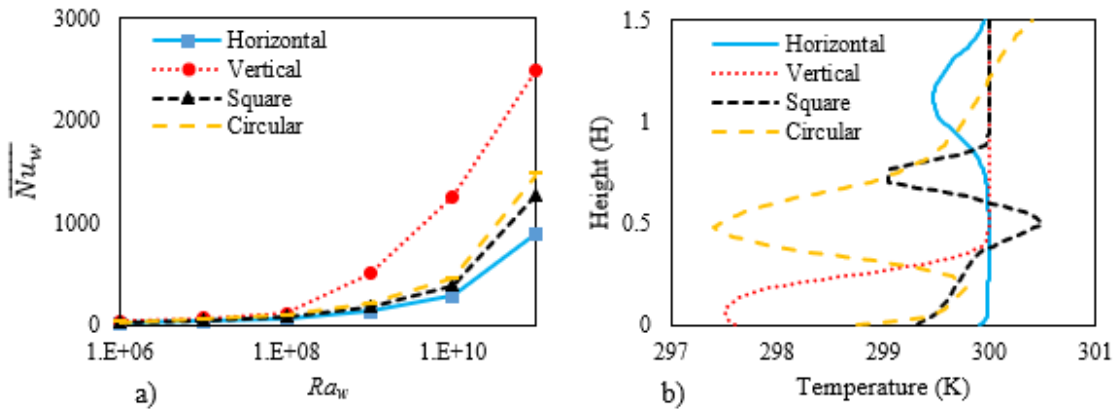 3000
2000
1000
0
Nu_w
Horizontal
Vertical
Square
Circular
1.E+06
1.E+08
1.E+10
a)
Ra_w
1.5
1
0.5
0
Height (H)
Horizontal
Vertical
Square
Circular
297
298
299
300
301
b)
Temperature (K)